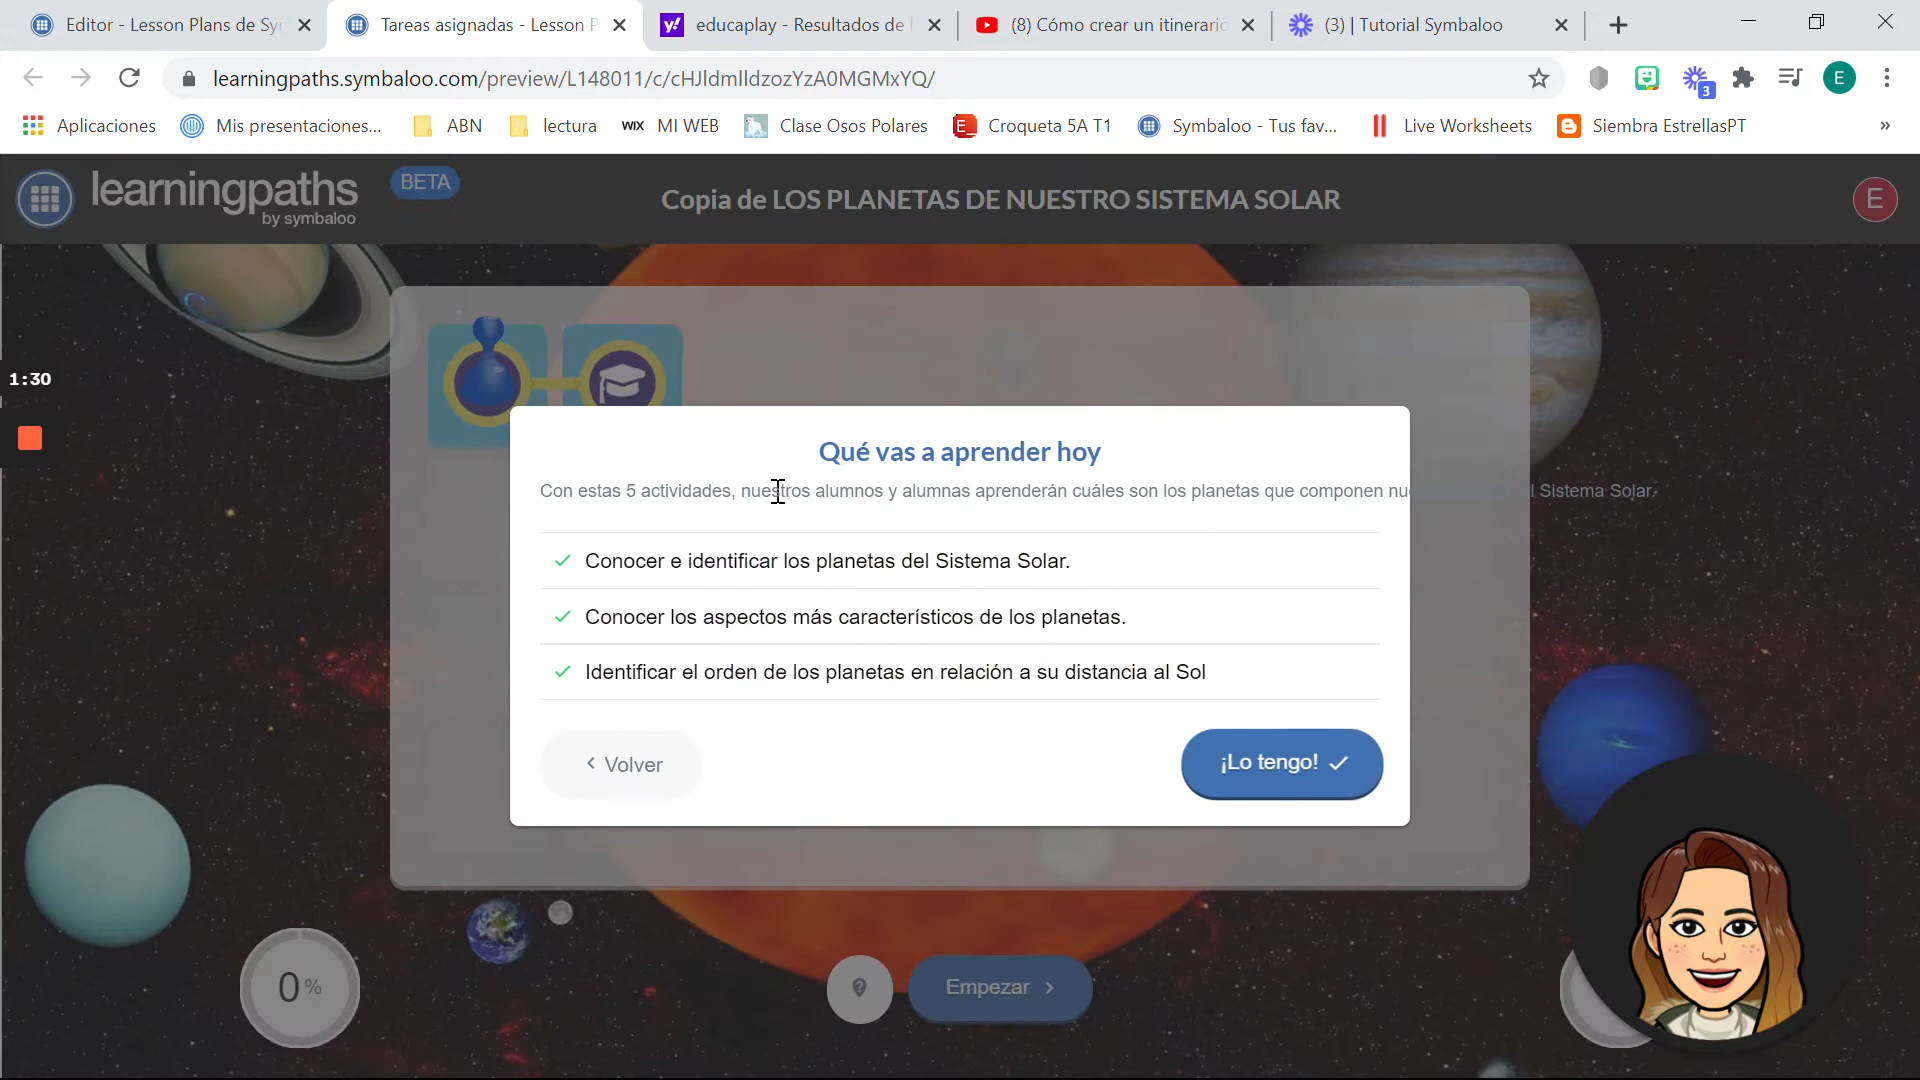 Editor - Lesson Plans de Sy
Tareas asignadas - Lesson P
educaplay - Resultados de
(8) Cómo crear un itinerario
(3) | Tutorial Symbaloo
learningpaths.symbaloo.com/preview/L148011/c/cHJldmlldzozYzA0MGMxYQ/
3
E
Aplicaciones
Mis presentaciones...
ABN
lectura
WIX MI WEB
Clase Osos Polares
Croqueta 5A T1
Symbaloo - Tus fav...
Live Worksheets
Siembra EstrellasPT
»
learningpaths
by symbaloo
BETA
Copia de LOS PLANETAS DE NUESTRO SISTEMA SOLAR
E
1:30
Qué vas a aprender hoy
Con estas 5 actividades, nuestros alumnos y alumnas aprenderán cuáles son los planetas que componen nu l Sistema Solar.
Conocer e identificar los planetas del Sistema Solar.
Conocer los aspectos más característicos de los planetas.
Identificar el orden de los planetas en relación a su distancia al Sol
Volver
¡Lo tengo!
0 %
Empezar